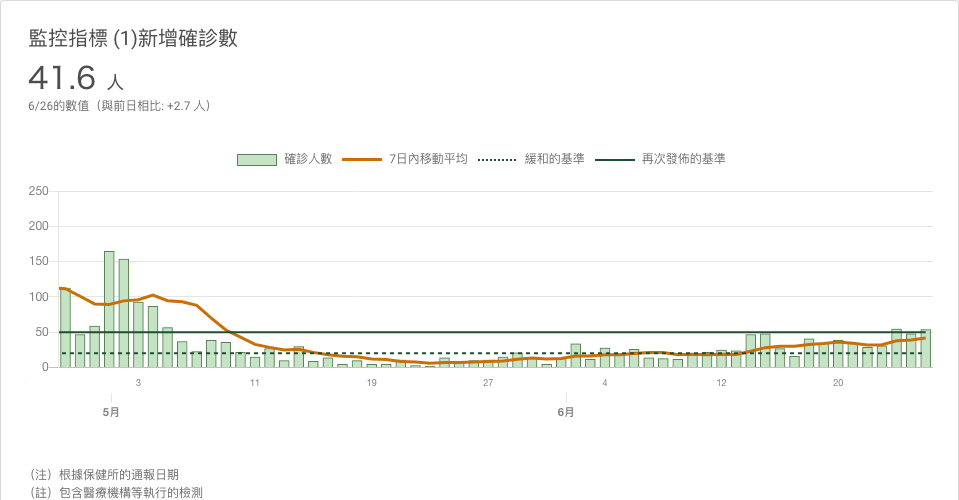 監控指標 (1)新增確診數
41.6 人
6/26的數值（與前日相比: +2.7 人）
確診人數 7日內移動平均 緩和的基準 再次發佈的基準
250
200
150
100
50
0
3 11 19 27 4 12 20
5月 6月
（注）根據保健所的通報日期
（註）包含醫療機構等執行的檢測